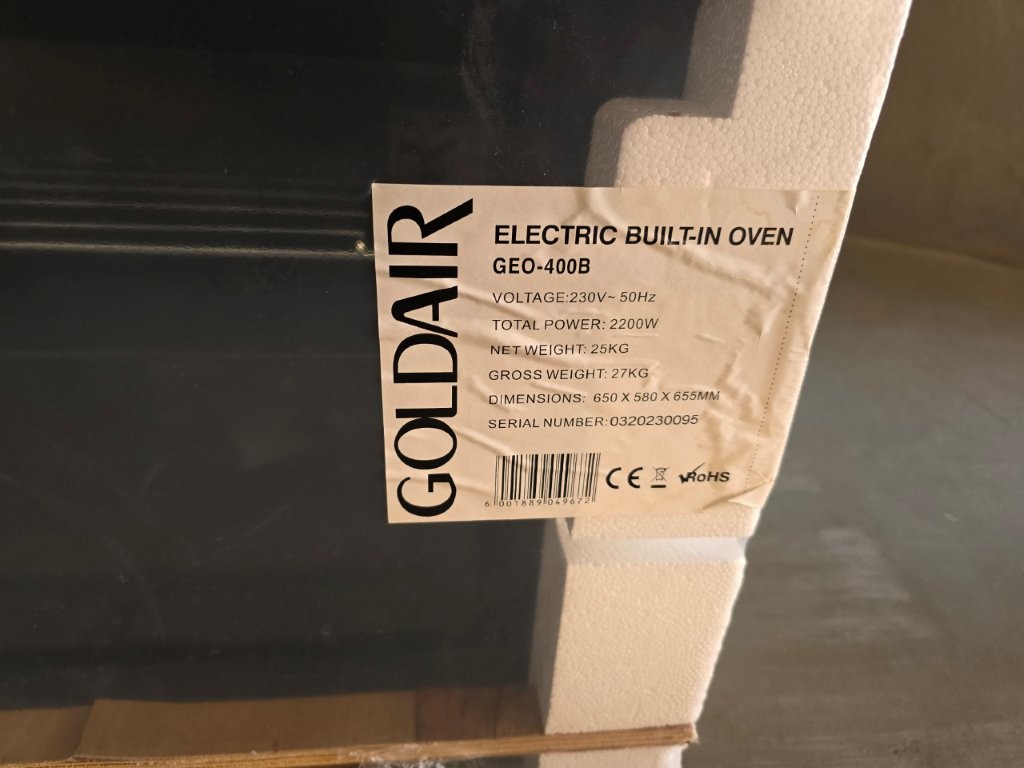 GOLDAIR
ELECTRIC BUILT-IN OVEN
GEO-400B
VOLTAGE:230V~ 50Hz
TOTAL POWER: 2200W
NET WEIGHT: 25KG
GROSS WEIGHT: 27KG
DIMENSIONS: 650 X 580 X 655MM
SERIAL NUMBER: 0320230095
6 001889 049672
CE
RoHS